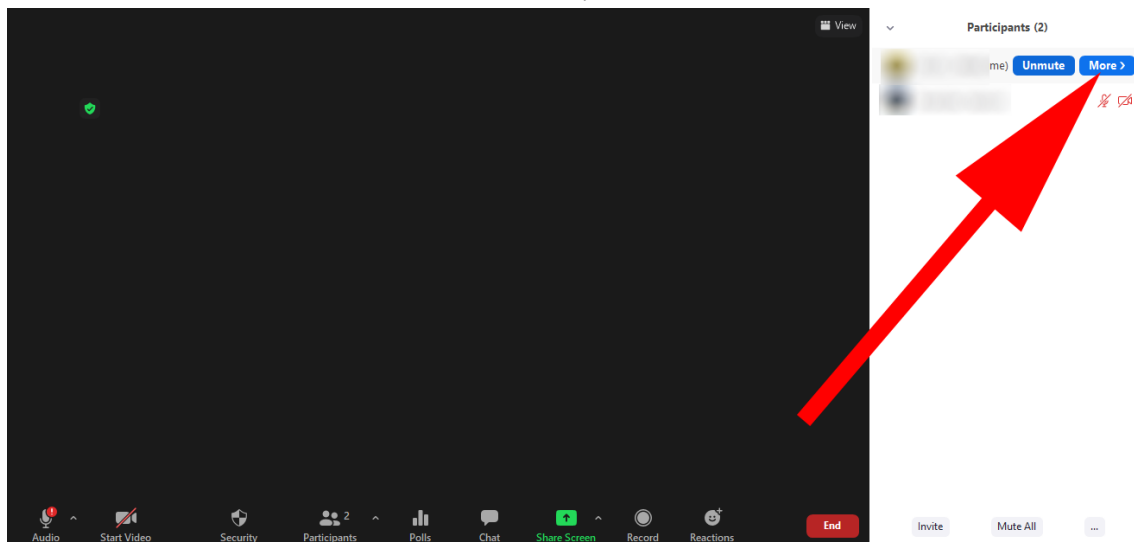 View
Participants (2)
me) Unmute More >
2
Audio Start Video Security Participants Polls Chat Share Screen Record Reactions End
Invite Mute All ...